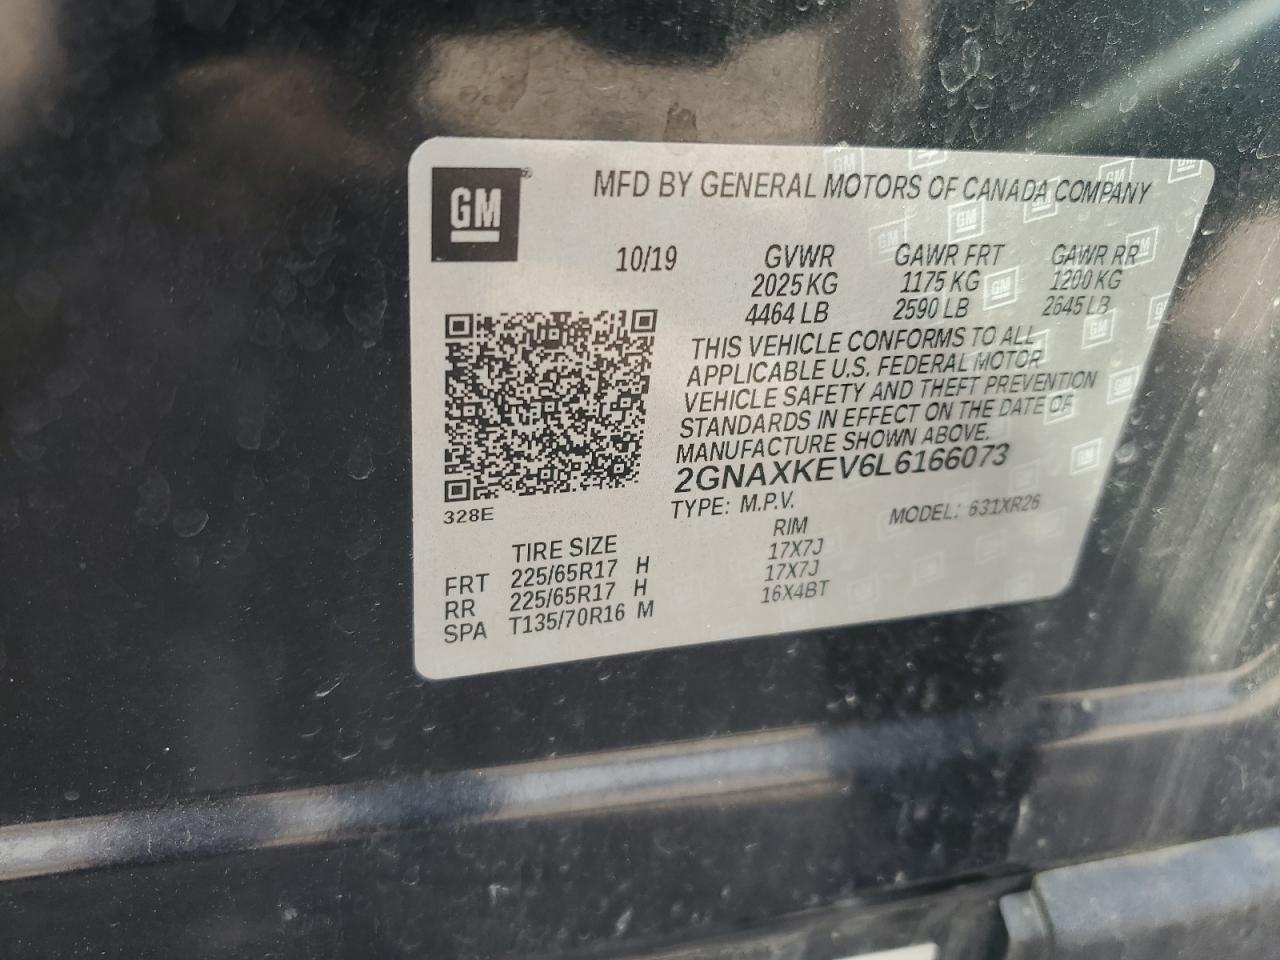 GM
MFD BY GENERAL MOTORS OF CANADA COMPANY
10/19 GVWR GAWR FRT GAWR RR
2025 KG 1175 KG 1200 KG
4464 LB 2590 LB 2645 LB
THIS VEHICLE CONFORMS TO ALL
APPLICABLE U.S. FEDERAL MOTOR
VEHICLE SAFETY AND THEFT PREVENTION
STANDARDS IN EFFECT ON THE DATE OF
MANUFACTURE SHOWN ABOVE.
2GNAXKEV6L6166073
TYPE: M.P.V. MODEL: 631XR26
328E
TIRE SIZE RIM
FRT 225/65R17 H 17X7J
RR 225/65R17 H 17X7J
SPA T135/70R16 M 16X4BT